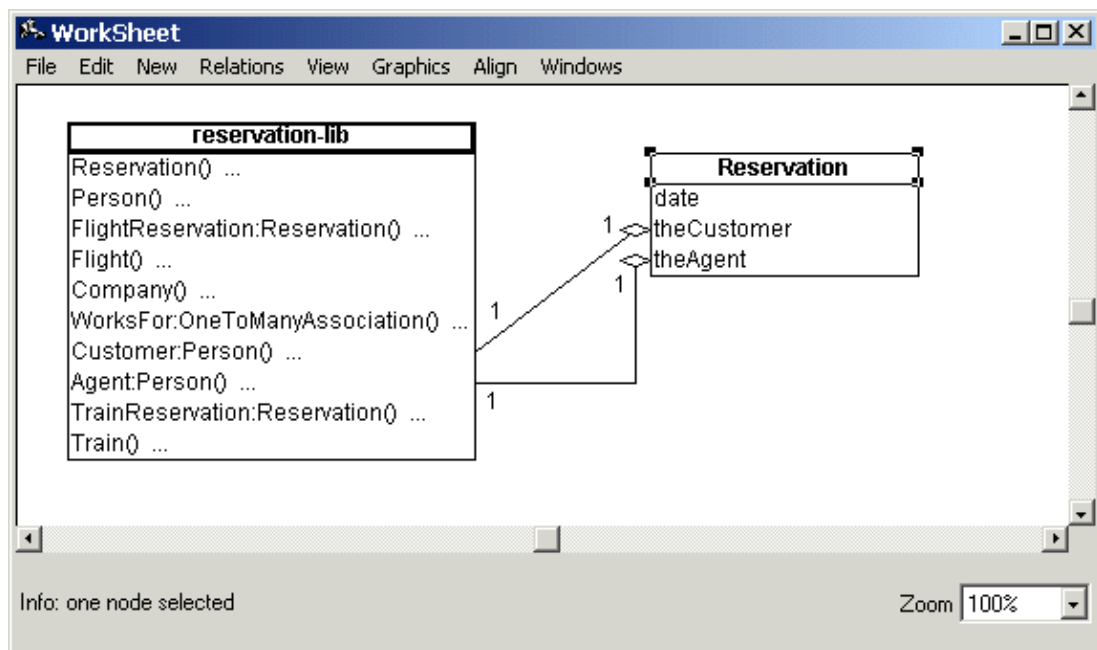 WorkSheet
File Edit New Relations View Graphics Align Windows
reservation-lib
Reservation() ...
Person() ...
FlightReservation:Reservation() ...
Flight() ...
Company() ...
WorksFor:OneToManyAssociation() ...
Customer:Person() ...
Agent:Person() ...
TrainReservation:Reservation() ...
Train() ...
Reservation
date
theCustomer
theAgent
1
1
1
1
Info: one node selected
Zoom 100%